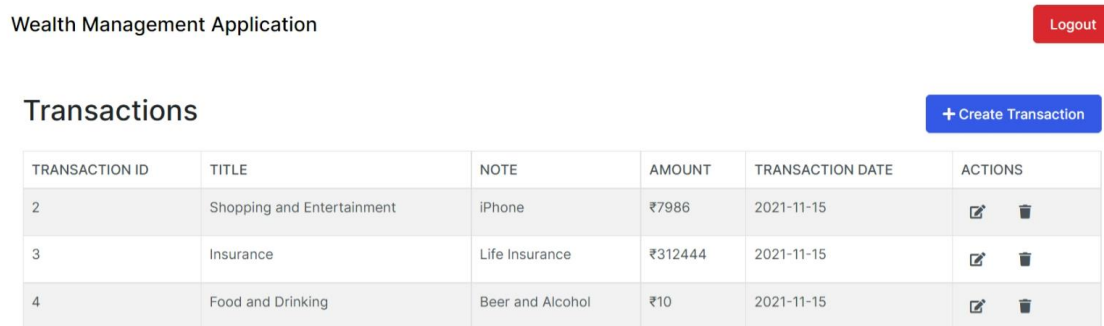 Wealth Management Application
Logout
Transactions
+ Create Transaction
TRANSACTION ID TITLE NOTE AMOUNT TRANSACTION DATE ACTIONS
2 Shopping and Entertainment iPhone ₹7986 2021-11-15
3 Insurance Life Insurance ₹312444 2021-11-15
4 Food and Drinking Beer and Alcohol ₹10 2021-11-15